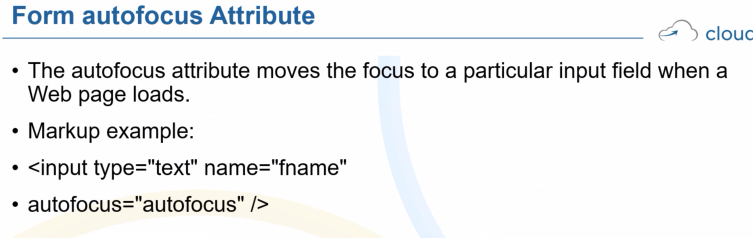 Form autofocus Attribute
cloud
• The autofocus attribute moves the focus to a particular input field when a
Web page loads.
• Markup example:
• <input type="text" name="fname"
• autofocus="autofocus" />